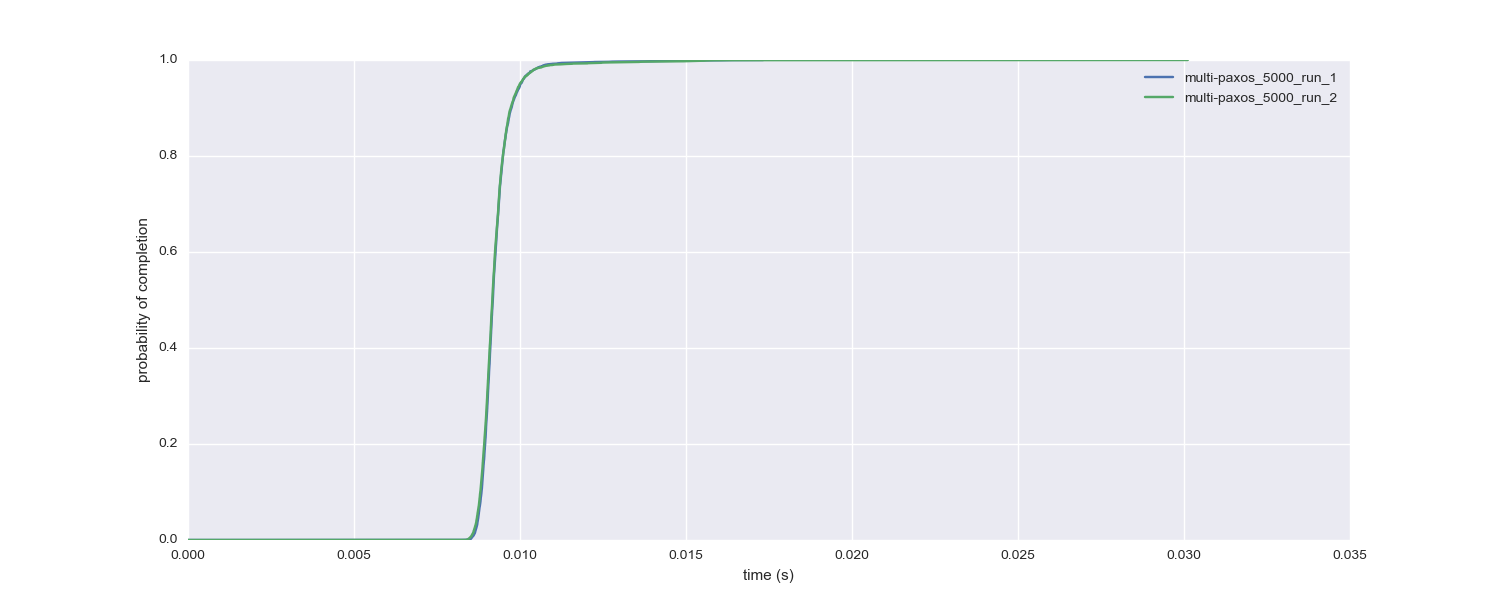 1.0
0.8
0.6
0.4
0.2
0.0
probability of completion
0.000 0.005 0.010 0.015 0.020 0.025 0.030 0.035
time (s)
multi-paxos_5000_run_1
multi-paxos_5000_run_2